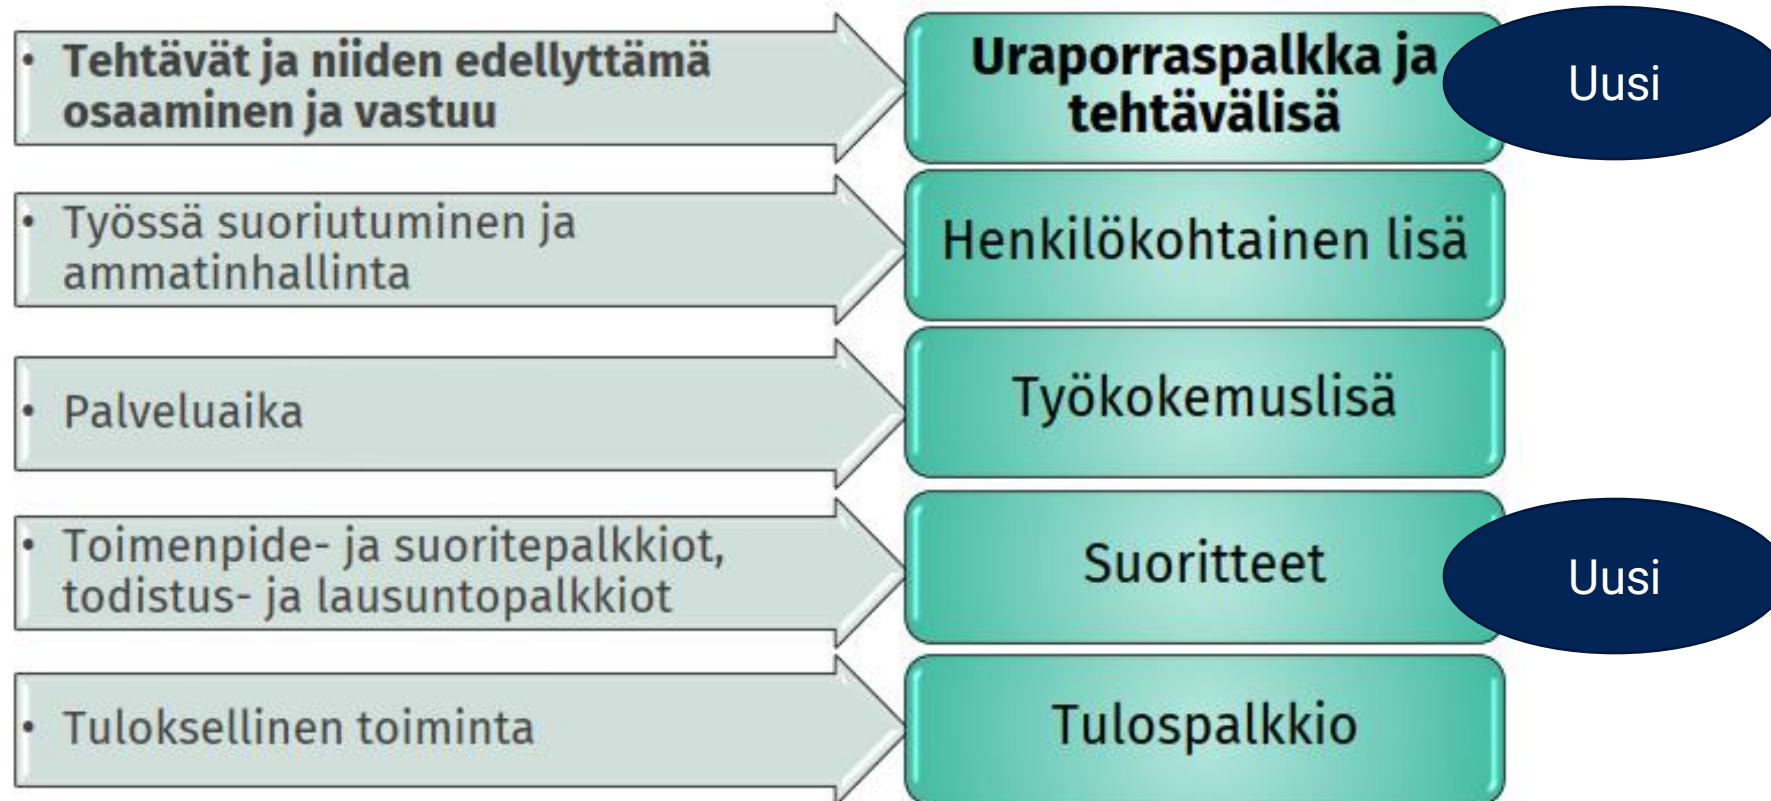 • Tehtävät ja niiden edellyttämä
osaaminen ja vastuu
Uraporraspalkka ja
tehtävälisä
Uusi
• Työssä suoriutuminen ja
ammatinhallinta
Henkilökohtainen lisä
• Palveluaika
Työkokemuslisä
• Toimenpide- ja suoritepalkkiot,
todistus- ja lausuntopalkkiot
Suoritteet
Uusi
• Tuloksellinen toiminta
Tulospalkkio